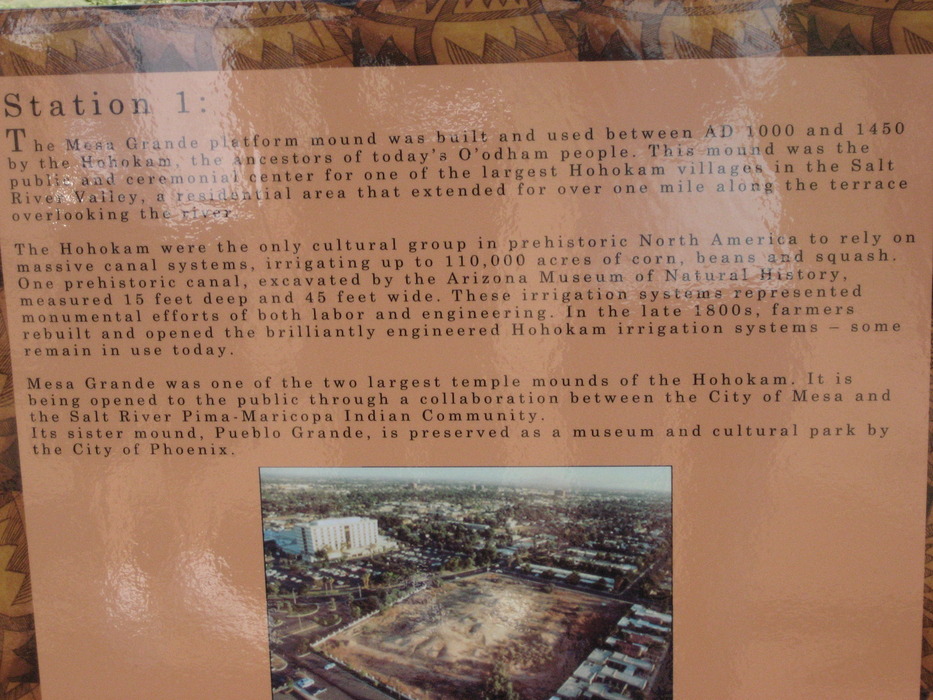 Station 1:
The Mesa Grande platform mound was built and used between AD 1000 and 1450
by the Hohokam, the ancestors of today's O'odham people. This mound was the
public and ceremonial center for one of the largest Hohokam villages in the Salt
River Valley, a residential area that extended for over one mile along the terrace
overlooking the river.
The Hohokam were the only cultural group in prehistoric North America to rely on
massive canal systems, irrigating up to 110,000 acres of corn, beans and squash.
One prehistoric canal, excavated by the Arizona Museum of Natural History,
measured 15 feet deep and 45 feet wide. These irrigation systems represented
monumental efforts of both labor and engineering. In the late 1800s, farmers
rebuilt and opened the brilliantly engineered Hohokam irrigation systems – some
remain in use today.
Mesa Grande was one of the two largest temple mounds of the Hohokam. It is
being opened to the public through a collaboration between the City of Mesa and
the Salt River Pima-Maricopa Indian Community.
Its sister mound, Pueblo Grande, is preserved as a museum and cultural park by
the City of Phoenix.